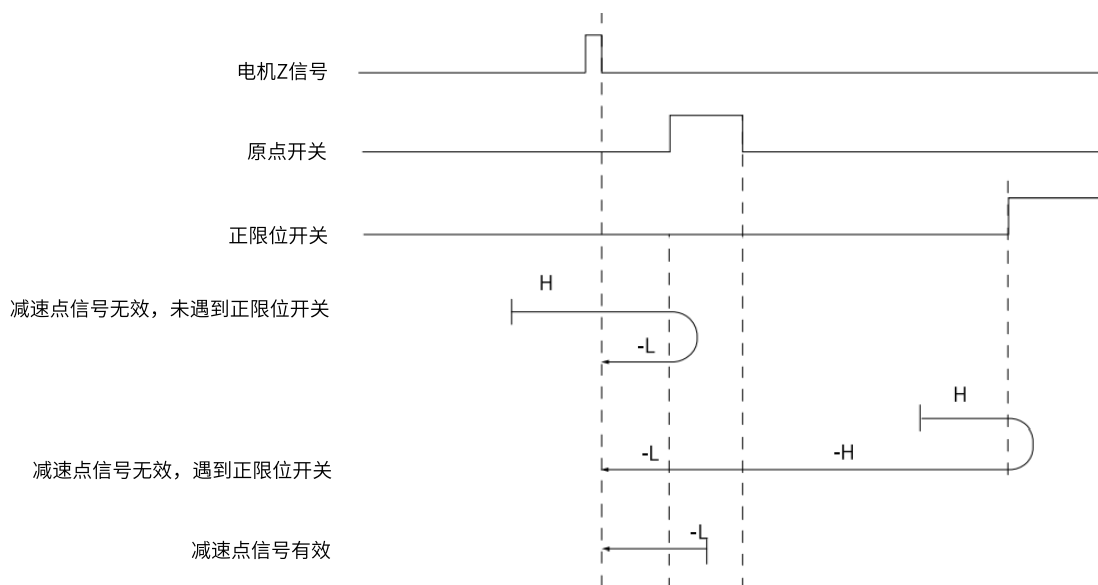 电机Z信号
原点开关
正限位开关
H
减速点信号无效，未遇到正限位开关
-L
H
减速点信号无效，遇到正限位开关
-L
-H
-L
减速点信号有效